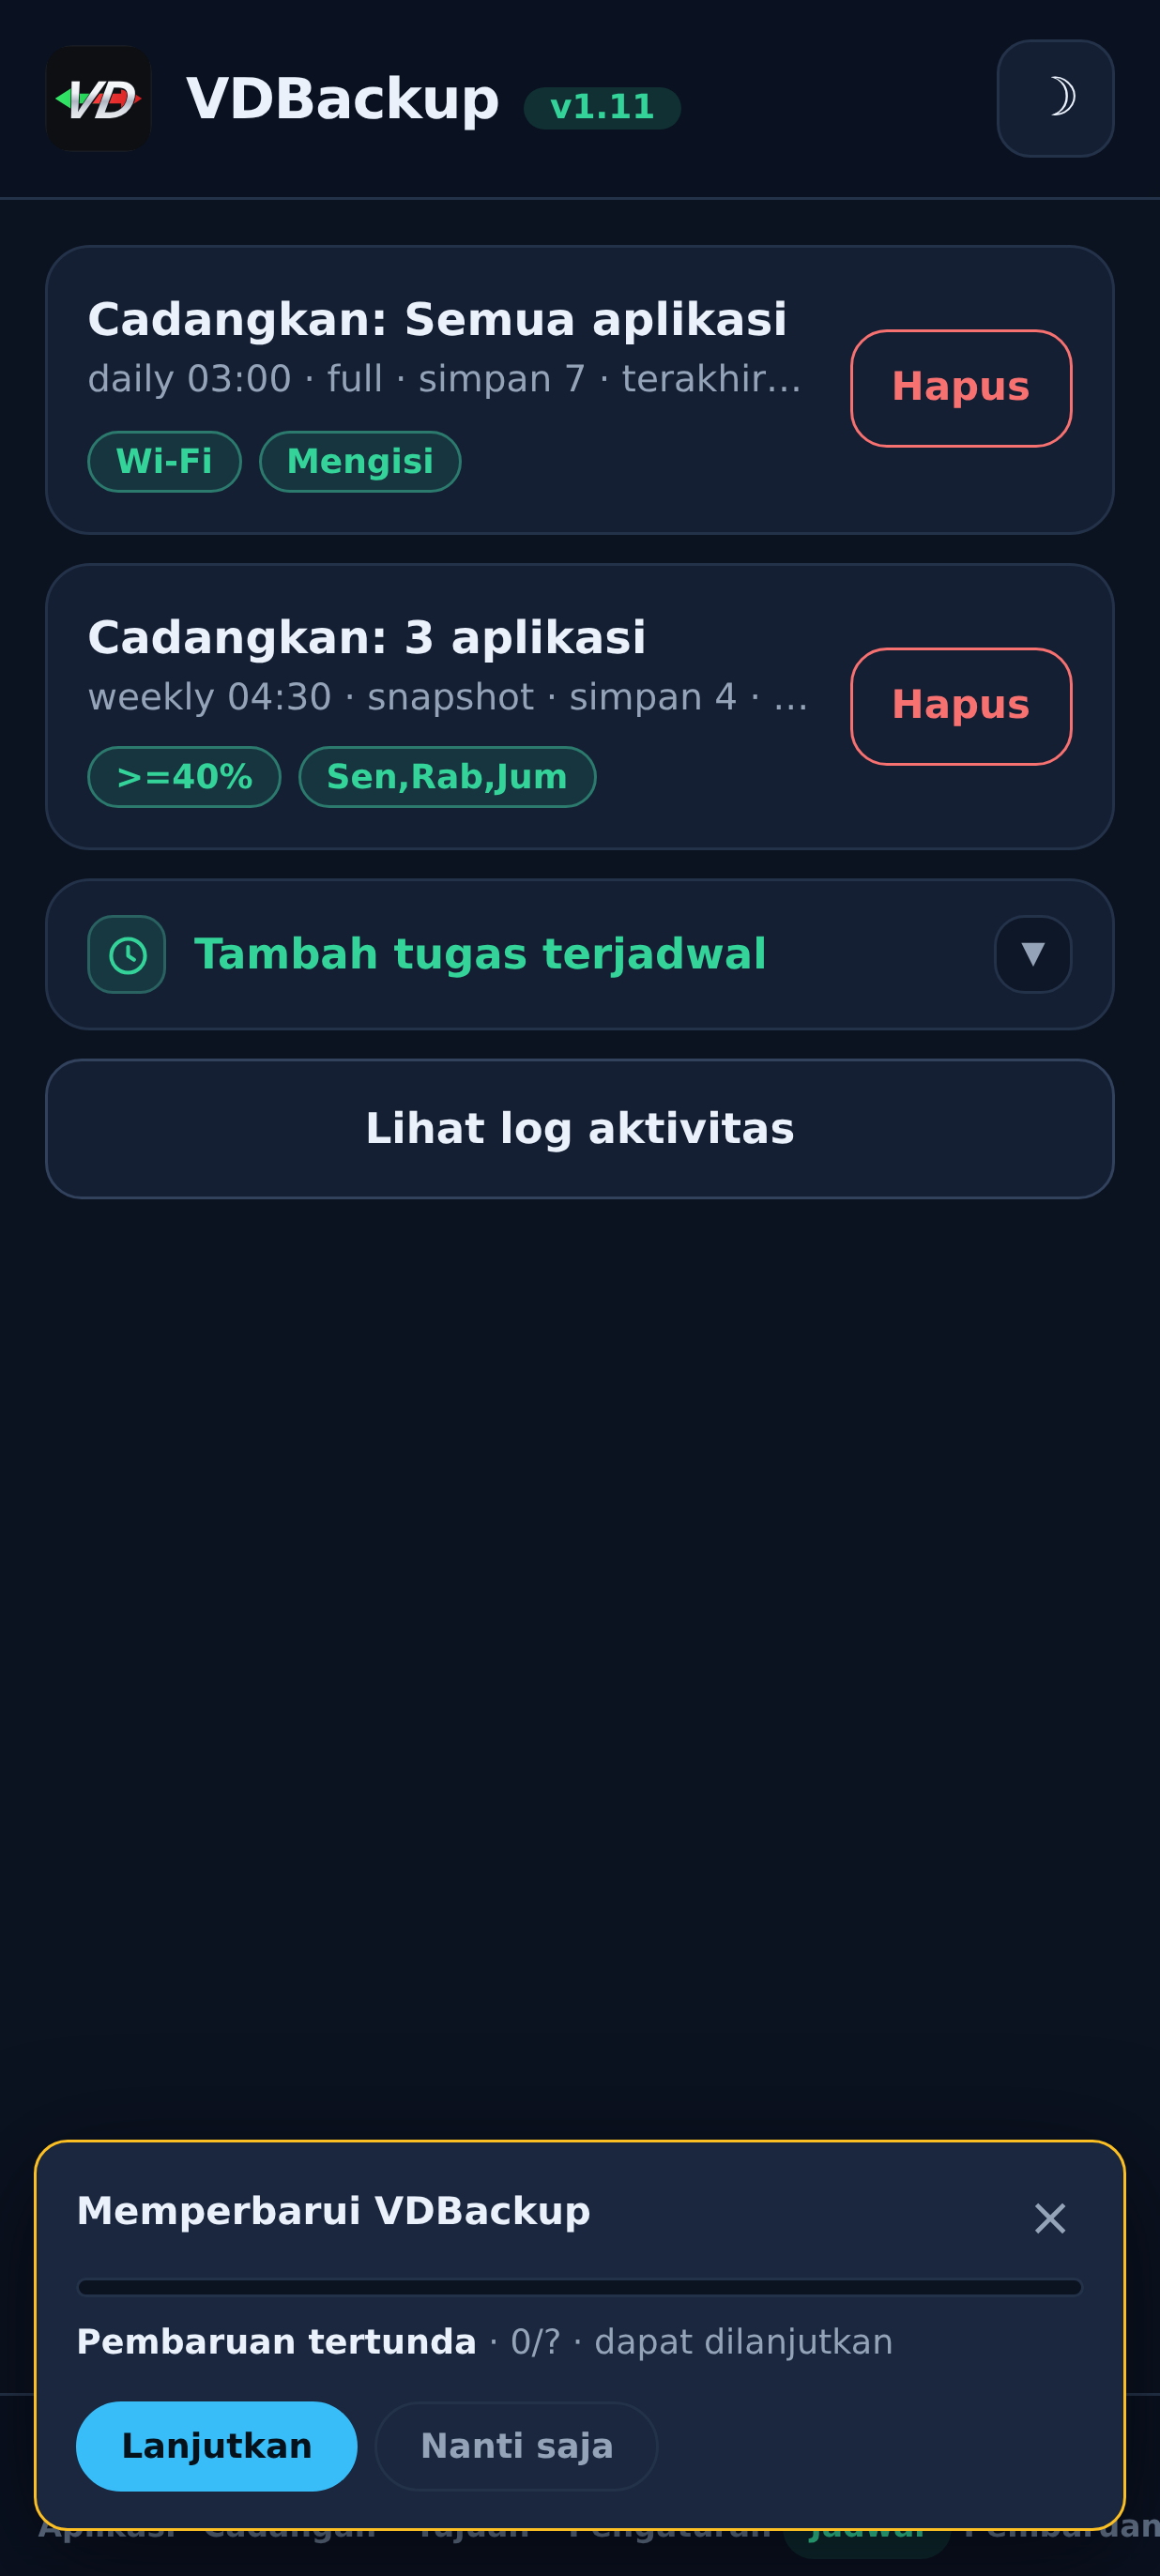 VD
VDBackup v1.11
Cadangkan: Semua aplikasi
daily 03:00 · full · simpan 7 · terakhir...
Hapus
Wi-Fi
Mengisi
Cadangkan: 3 aplikasi
weekly 04:30 · snapshot · simpan 4 · ...
Hapus
>=40%
Sen,Rab,Jum
Tambah tugas terjadwal
Lihat log aktivitas
Memperbarui VDBackup
Pembaruan tertunda · 0/? · dapat dilanjutkan
Lanjutkan
Nanti saja